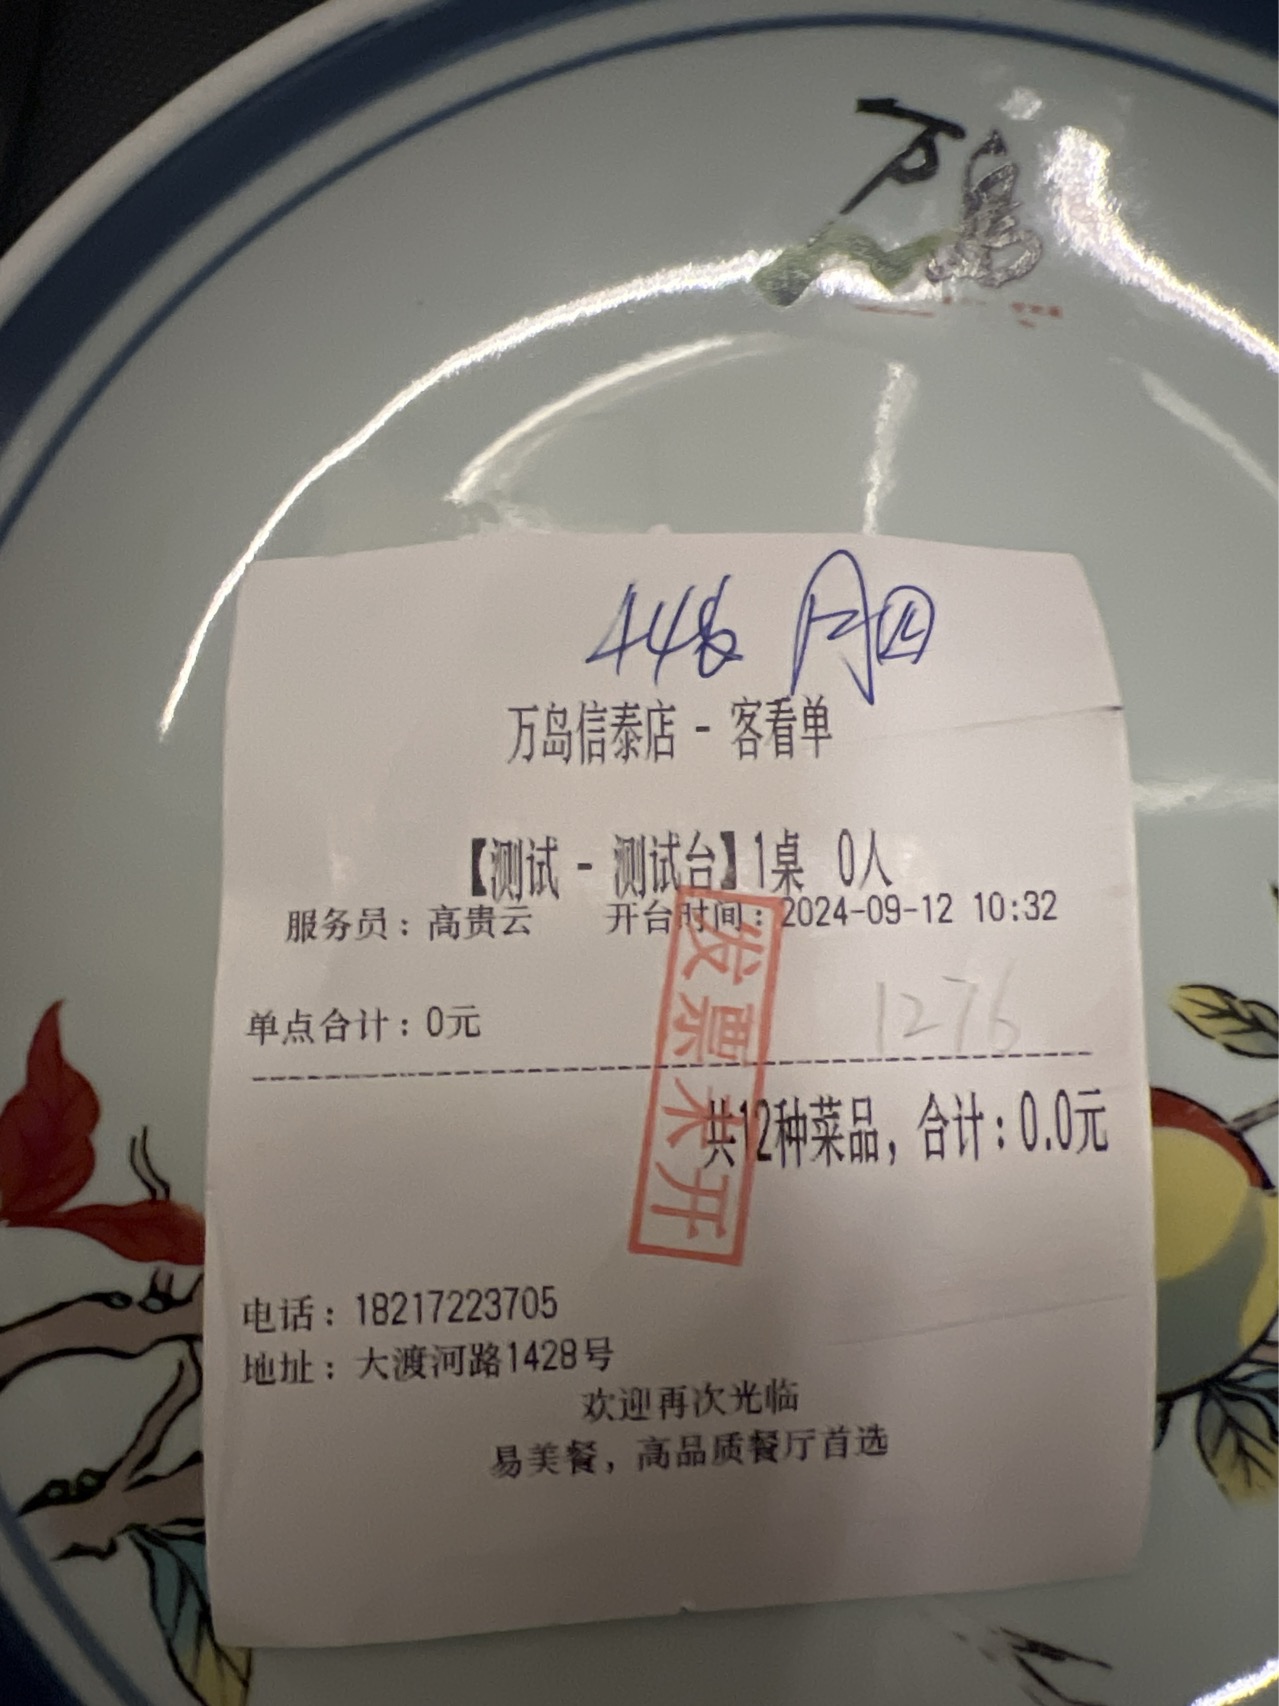 万岛
万岛信泰店 - 客看单
【测试 - 测试台】1桌 0人
服务员：高贵云 开台时间：2024-09-12 10:32
单点合计：0元
1276
共12种菜品，合计：0.0元
发票未开
电话：18217223705
地址：大渡河路1428号
欢迎再次光临
易美餐，高品质餐厅首选